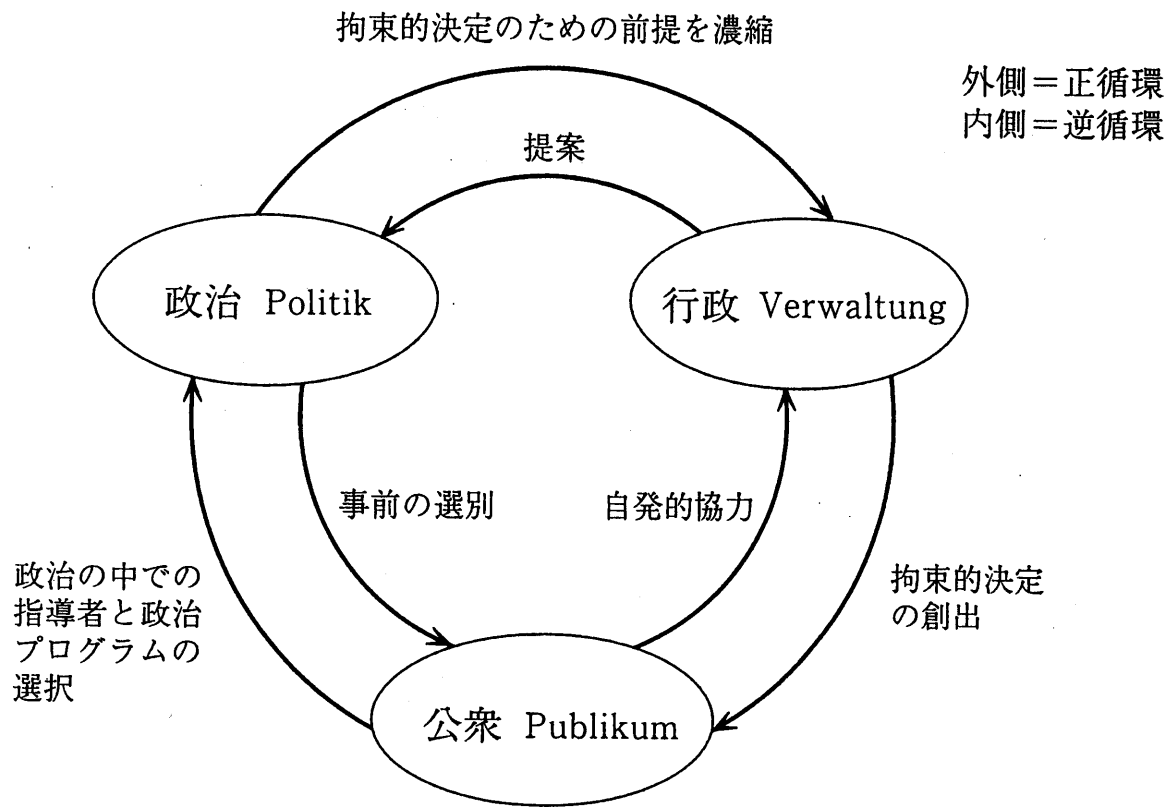 拘束的決定のための前提を濃縮
外側＝正循環
内側＝逆循環
提案
政治 Politik
行政 Verwaltung
事前の選別
自発的協力
政治の中での
指導者と政治
プログラムの
選択
拘束的決定
の創出
公衆 Publikum